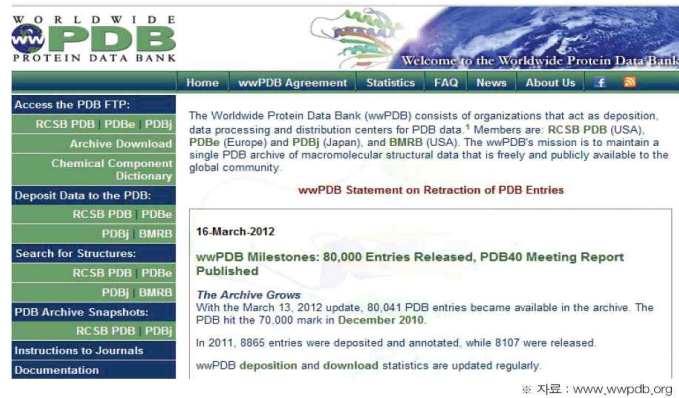 WORLDWIDE
ww PDB
PROTEIN DATA BANK
Welcome to the Worldwide Protein Data Bank
Home wwPDB Agreement Statistics FAQ News About Us f
Access the PDB FTP:
RCSB PDB | PDBe | PDBj
Archive Download
Chemical Component
Dictionary
Deposit Data to the PDB:
RCSB PDB | PDBe
PDBj | BMRB
Search for Structures:
RCSB PDB | PDBe
PDBj | BMRB
PDB Archive Snapshots:
RCSB PDB | PDBj
Instructions to Journals
Documentation
The Worldwide Protein Data Bank (wwPDB) consists of organizations that act as deposition,
data processing and distribution centers for PDB data.1 Members are: RCSB PDB (USA),
PDBe (Europe) and PDBj (Japan), and BMRB (USA). The wwPDB's mission is to maintain a
single PDB archive of macromolecular structural data that is freely and publicly available to the
global community.
wwPDB Statement on Retraction of PDB Entries
16-March-2012
wwPDB Milestones: 80,000 Entries Released, PDB40 Meeting Report
Published
The Archive Grows
With the March 13, 2012 update, 80,041 PDB entries became available in the archive. The
PDB hit the 70,000 mark in December 2010.
In 2011, 8865 entries were deposited and annotated, while 8107 were released.
wwPDB deposition and download statistics are updated regularly.
※ 자료 : www.wwpdb.org